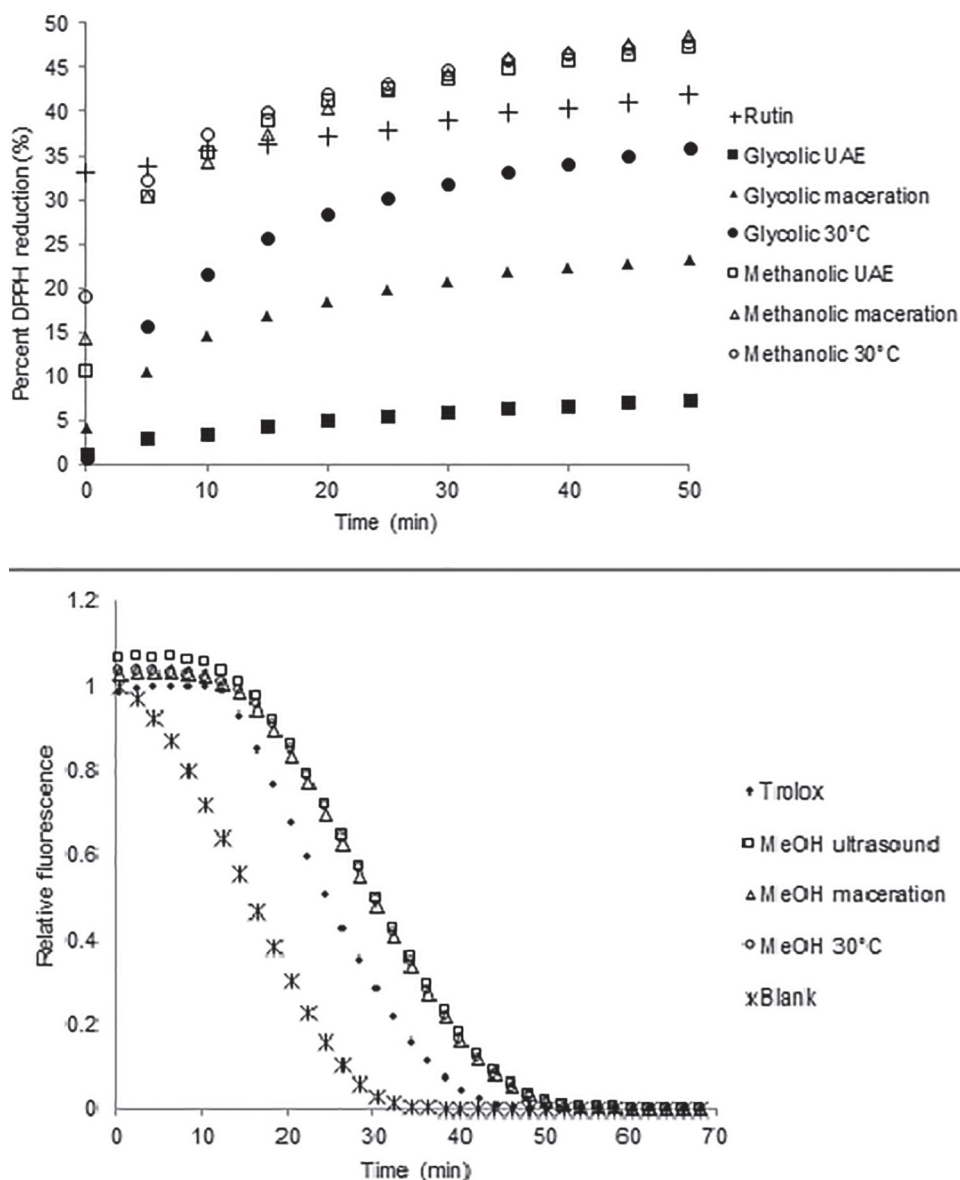 Percent DPPH reduction (%)
50
45
40
35
30
25
20
15
10
5
0
0 10 20 30 40 50
Time (min)
Rutin
Glycolic UAE
Glycolic maceration
Glycolic 30°C
Methanolic UAE
Methanolic maceration
Methanolic 30°C
Relative fluorescence
1.2
1
0.8
0.6
0.4
0.2
0
0 10 20 30 40 50 60 70
Time (min)
Tirolox
MeOH ultrasound
MeOH maceration
MeOH 30°C
Blank